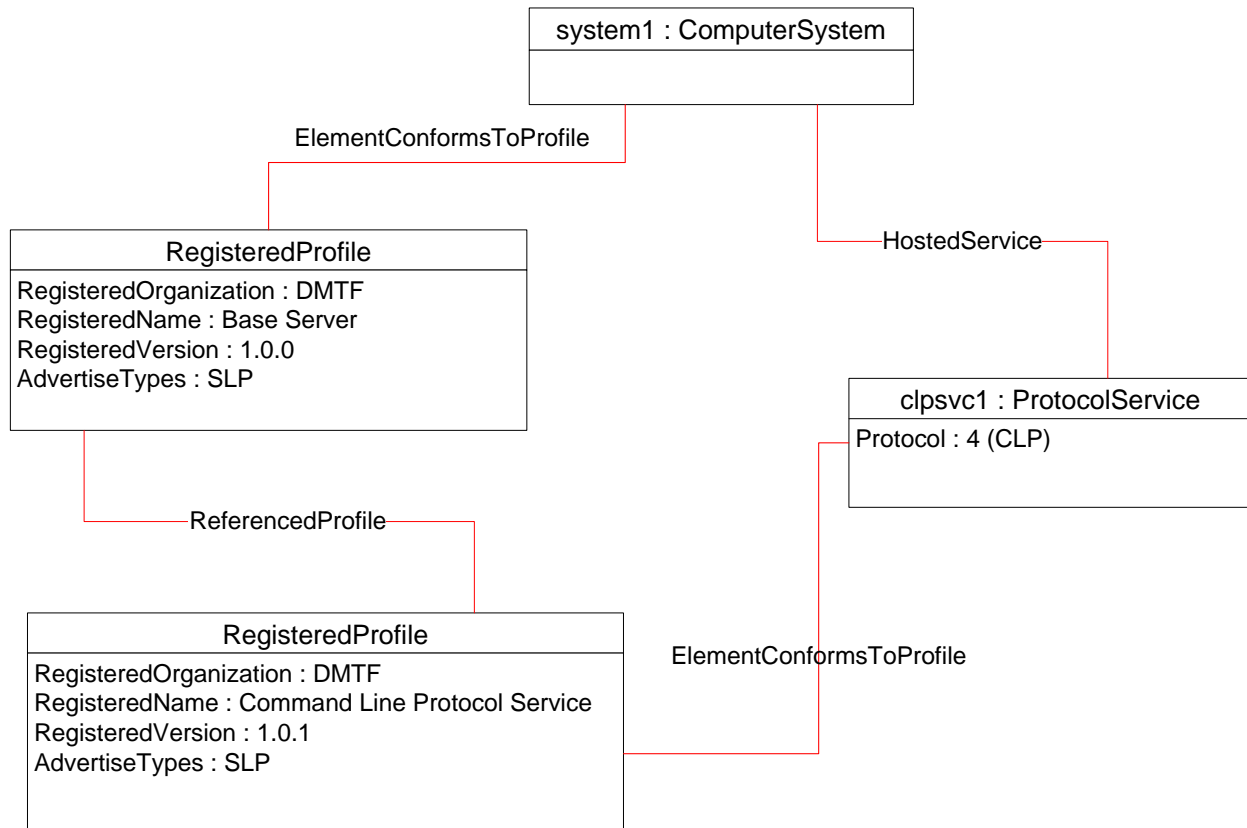 system1 : ComputerSystem
ElementConformsToProfile
HostedService
RegisteredProfile
RegisteredOrganization : DMTF
RegisteredName : Base Server
RegisteredVersion : 1.0.0
AdvertiseTypes : SLP
clpsvc1 : ProtocolService
Protocol : 4 (CLP)
ReferencedProfile
RegisteredProfile
RegisteredOrganization : DMTF
RegisteredName : Command Line Protocol Service
RegisteredVersion : 1.0.1
AdvertiseTypes : SLP
ElementConformsToProfile